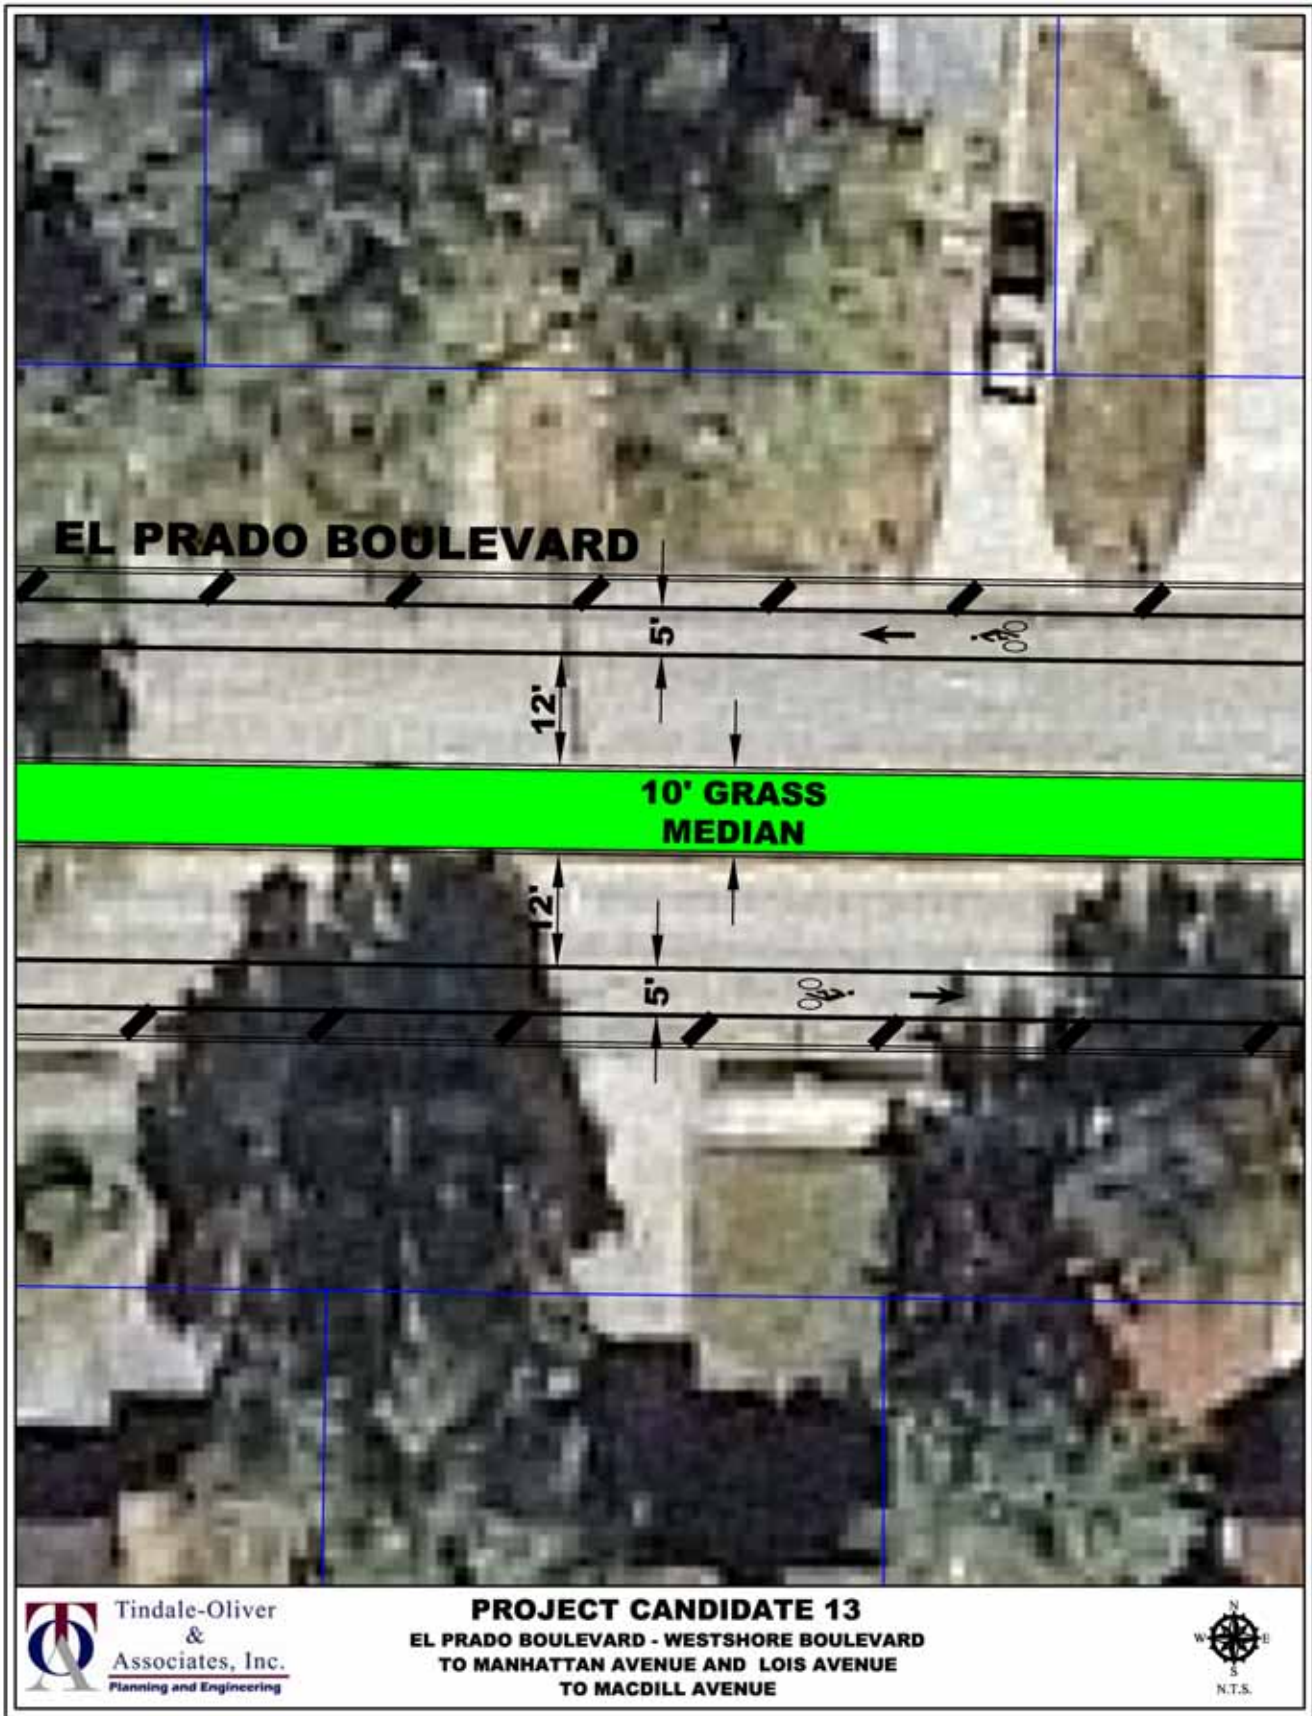 EL PRADO BOULEVARD
5'
12'
10' GRASS
MEDIAN
12'
5'
Tindale-Oliver
&
Associates, Inc.
Planning and Engineering
TOA
PROJECT CANDIDATE 13
EL PRADO BOULEVARD - WESTSHORE BOULEVARD
TO MANHATTAN AVENUE AND LOIS AVENUE
TO MACDILL AVENUE
N
W E
S
N.T.S.